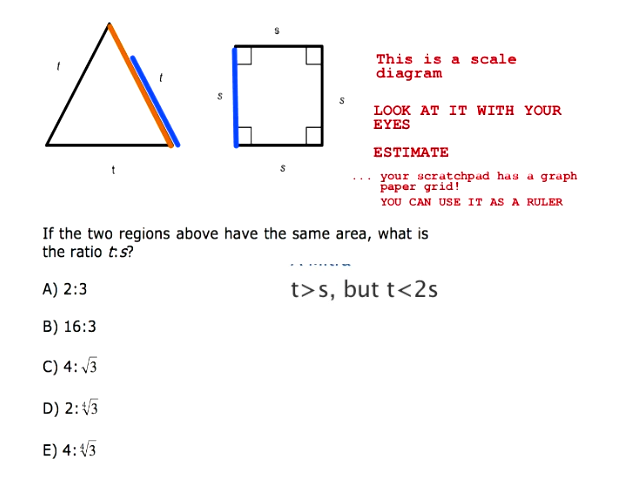 t
t
t
s
s
s
s
This is a scale
diagram
LOOK AT IT WITH YOUR
EYES
ESTIMATE
... your scratchpad has a graph
paper grid!
YOU CAN USE IT AS A RULER
If the two regions above have the same area, what is
the ratio t:s?
A) 2:3
t>s, but t<2s
B) 16:3
C) 4: √3
D) 2: ∜3
E) 4: ∜3